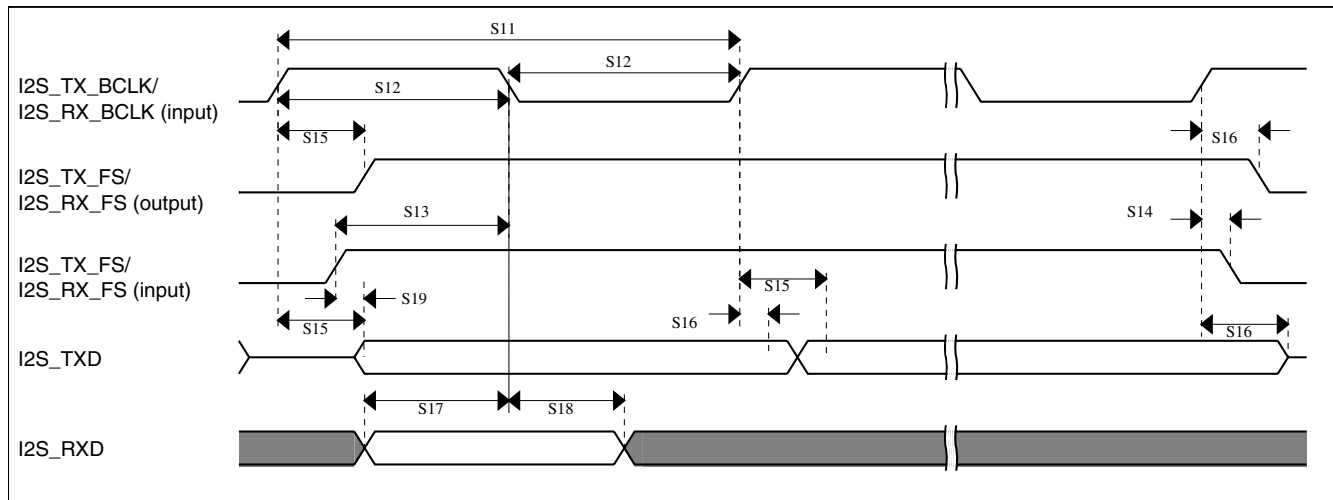 S11
I2S_TX_BCLK/
I2S_RX_BCLK (input)
S12
S12
S15
S16
I2S_TX_FS/
I2S_RX_FS (output)
S13
S14
I2S_TX_FS/
I2S_RX_FS (input)
S15
S19
S16
S15
S16
I2S_TXD
S17
S18
I2S_RXD